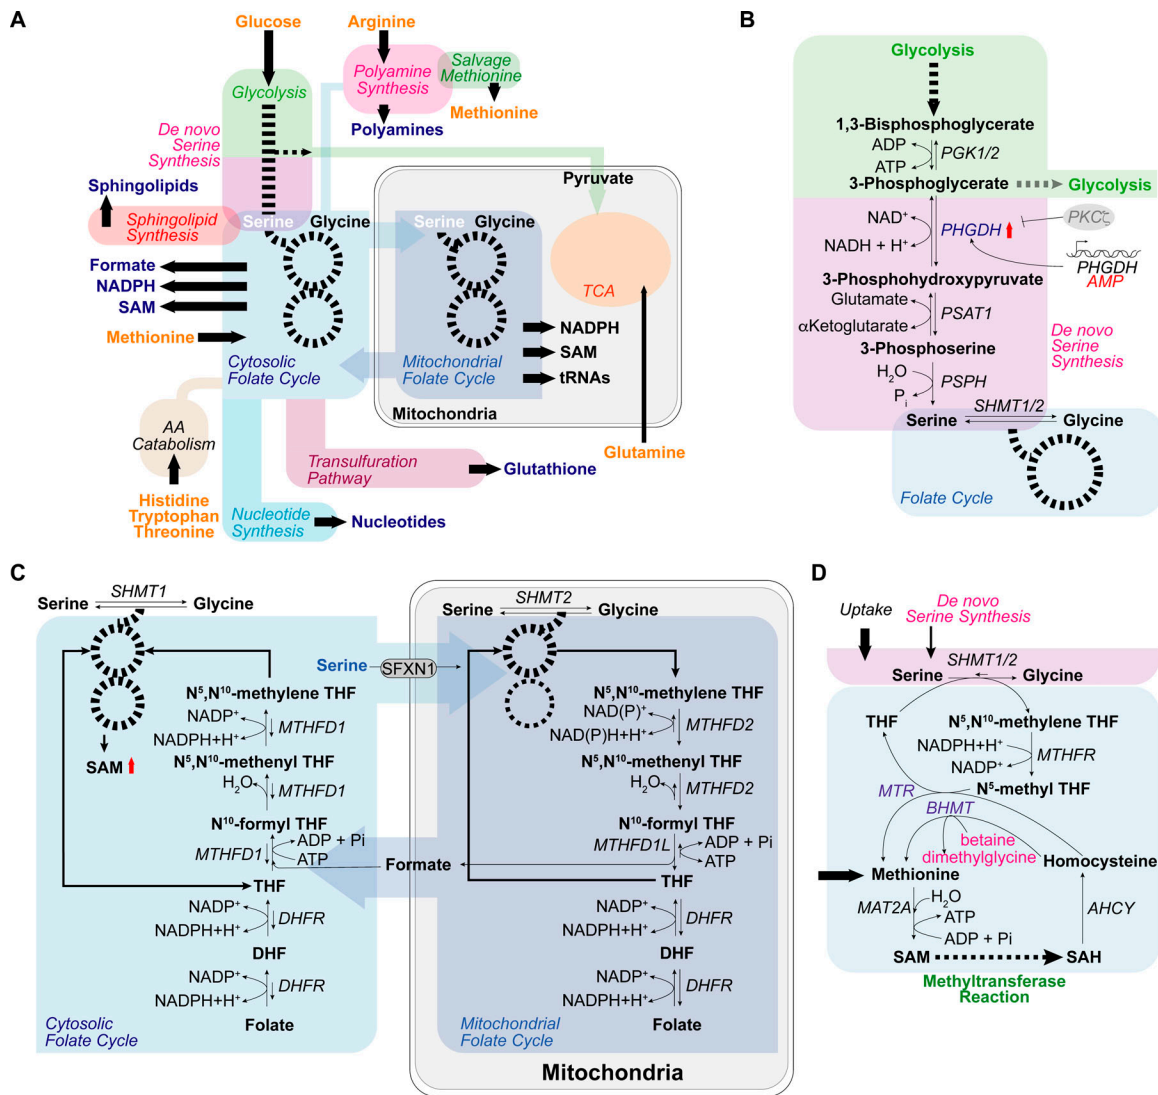 A
Glucose
Arginine
Glycolysis
Polyamine
Synthesis
Salvage
Methionine
Methionine
Polyamines
De novo
Serine
Synthesis
Sphingolipids
Sphingolipid
Synthesis
Serine
Glycine
Serine
Glycine
Pyruvate
TCA
Formate
NADPH
SAM
Methionine
NADPH
SAM
tRNAs
Cytosolic
Folate Cycle
Mitochondrial
Folate Cycle
Mitochondria
AA
Catabolism
Histidine
Tryptophan
Threonine
Transulfuration
Pathway
Glutathione
Glutamine
Nucleotide
Synthesis
Nucleotides
B
Glycolysis
1,3-Bisphosphoglycerate
ADP
ATP
PGK1/2
3-Phosphoglycerate
Glycolysis
NAD⁺
NADH + H⁺
PHGDH
PKCζ
PHGDH
AMP
3-Phosphohydroxypyruvate
Glutamate
αKetoglutarate
PSAT1
3-Phosphoserine
De novo
Serine
Synthesis
H₂O
Pᵢ
PSPH
SHMT1/2
Serine
Glycine
Folate Cycle
C
SHMT1
Serine
Glycine
SAM
N⁵,N¹⁰-methylene THF
NADP⁺
NADPH+H⁺
MTHFD1
N⁵,N¹⁰-methenyl THF
H₂O
MTHFD1
N¹⁰-formyl THF
MTHFD1
ADP + Pi
ATP
THF
NADP⁺
NADPH+H⁺
DHFR
DHF
NADP⁺
NADPH+H⁺
DHFR
Folate
Cytosolic
Folate Cycle
Serine
SFXN1
Formate
SHMT2
Serine
Glycine
N⁵,N¹⁰-methylene THF
NAD(P)⁺
NAD(P)H+H⁺
MTHFD2
N⁵,N¹⁰-methenyl THF
H₂O
MTHFD2
N¹⁰-formyl THF
MTHFD1L
ADP + Pi
ATP
THF
NADP⁺
NADPH+H⁺
DHFR
DHF
NADP⁺
NADPH+H⁺
DHFR
Folate
Mitochondrial
Folate Cycle
Mitochondria
D
Uptake
De novo
Serine Synthesis
SHMT1/2
Serine
Glycine
THF
N⁵,N¹⁰-methylene THF
NADPH+H⁺
NADP⁺
MTHFR
N⁵-methyl THF
MTR
BHMT
betaine
dimethylglycine
Homocysteine
Methionine
MAT2A
H₂O
ATP
ADP + Pi
AHCY
SAM
SAH
Methyltransferase
Reaction